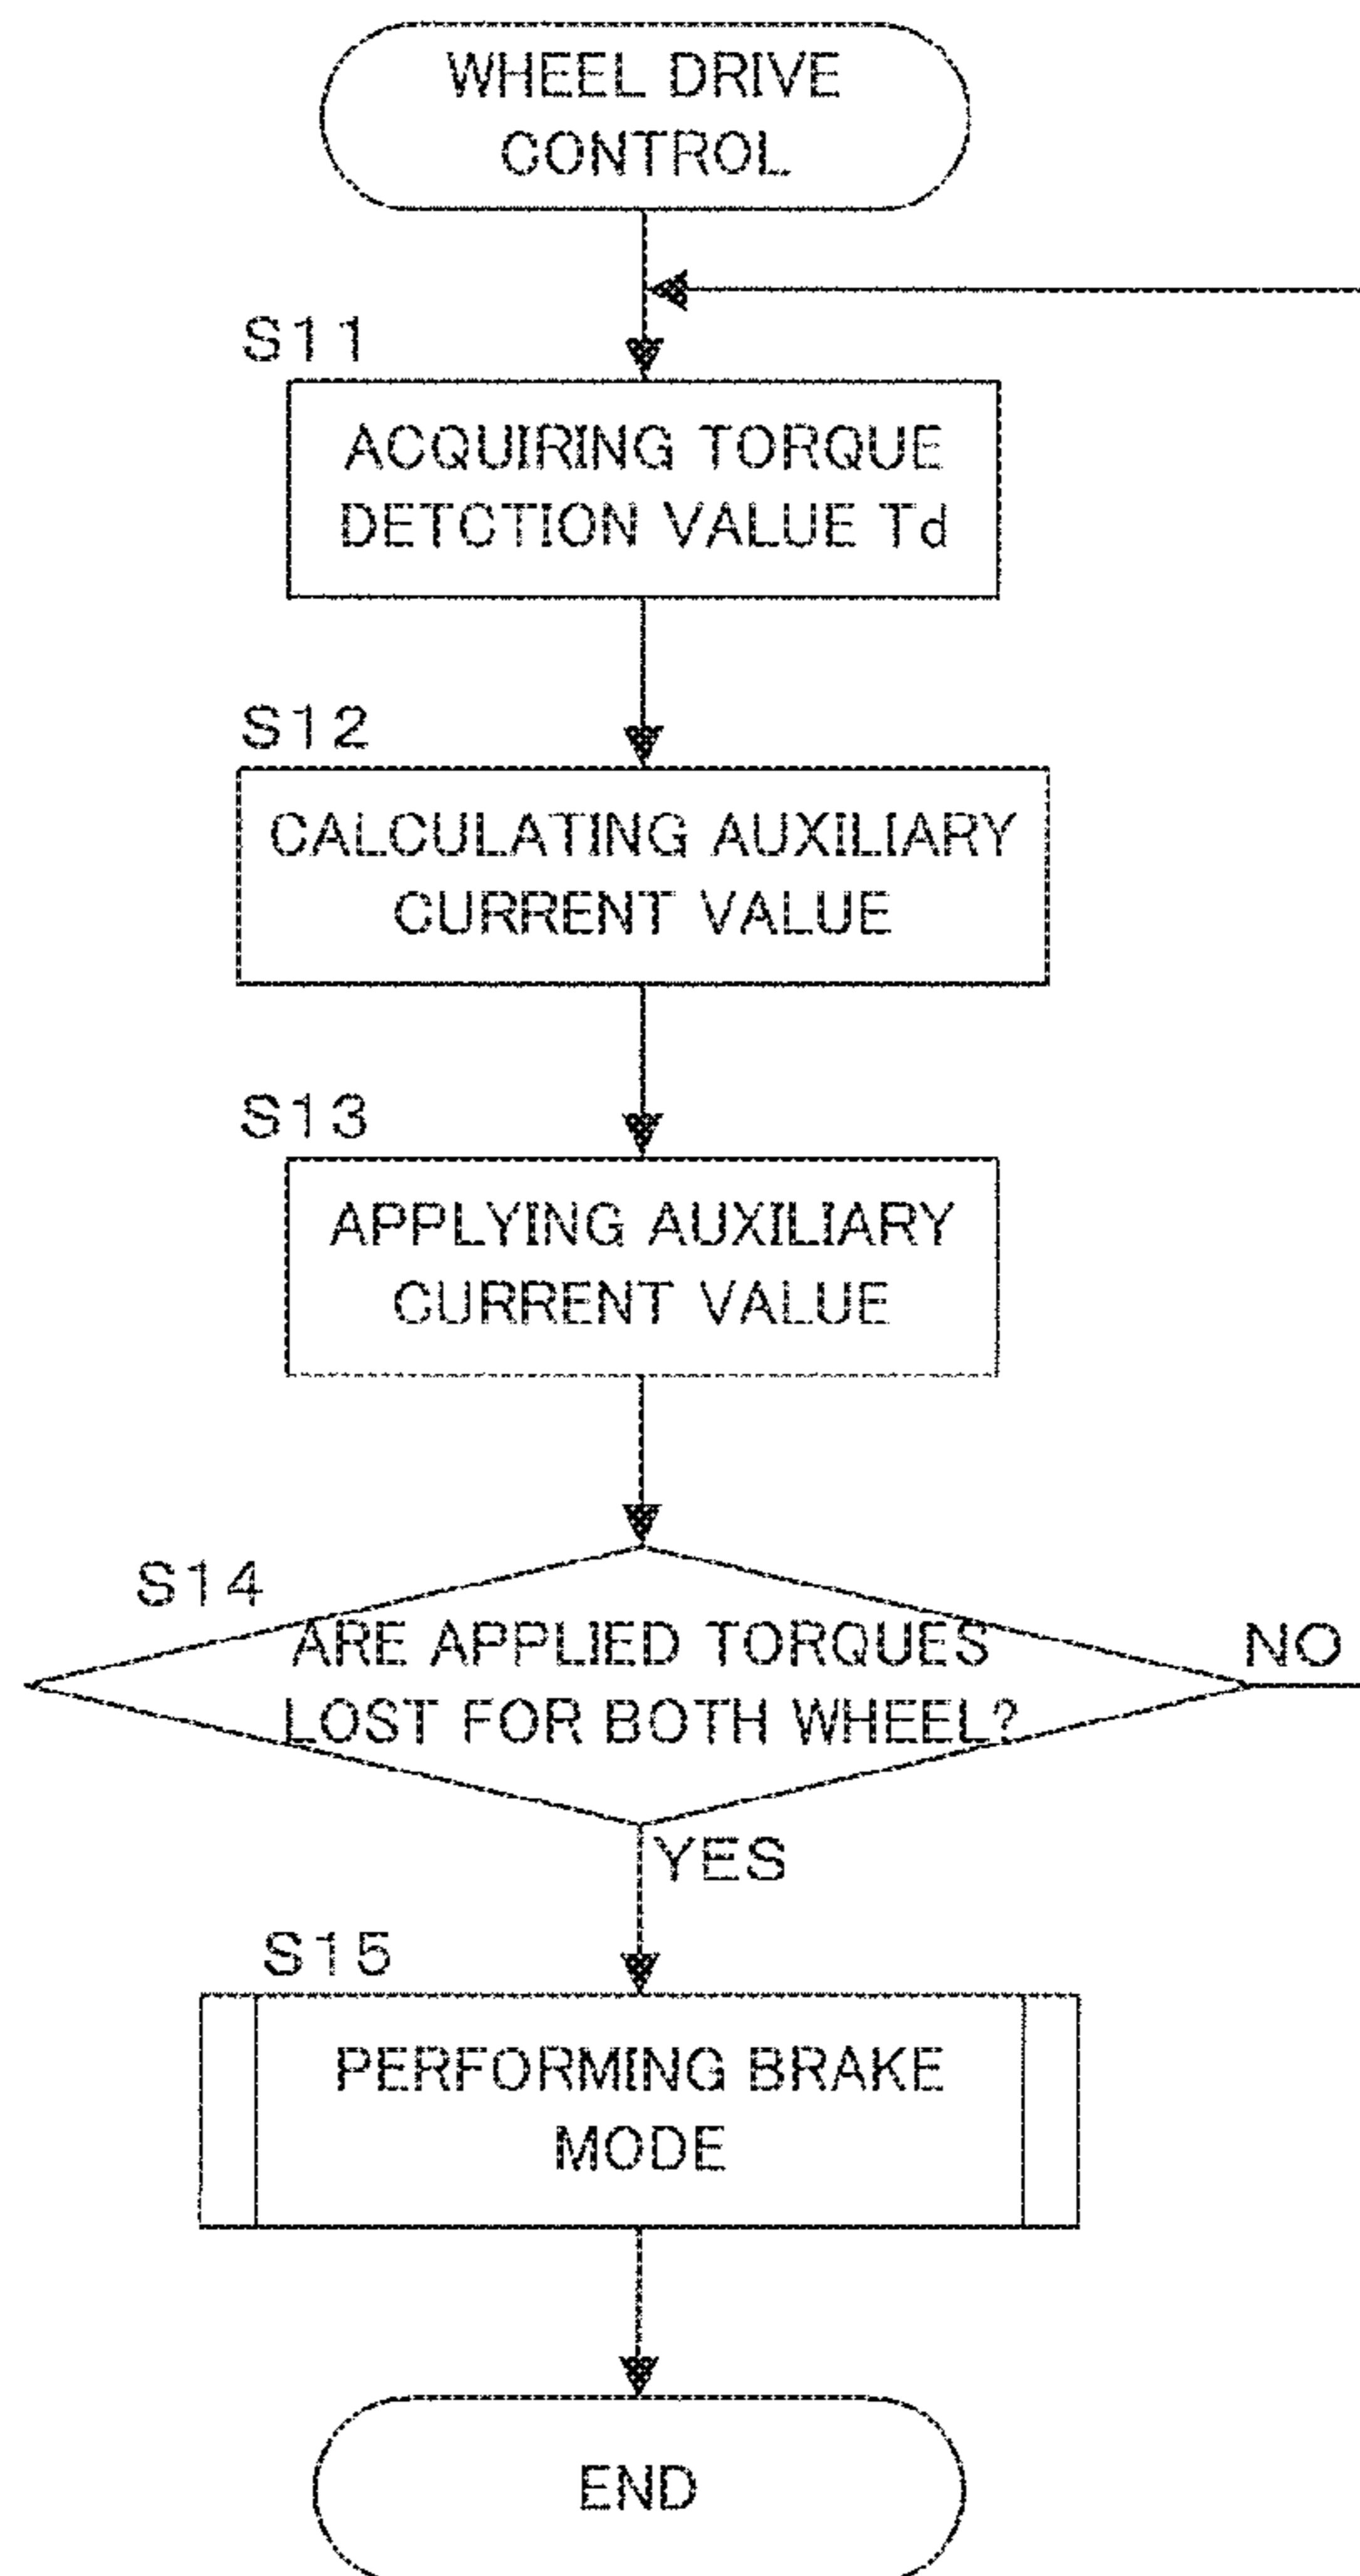 WHEEL DRIVE
CONTROL
S11
ACQUIRING TORQUE
DETCTION VALUE Td
S12
CALCULATING AUXILIARY
CURRENT VALUE
S13
APPLYING AUXILIARY
CURRENT VALUE
S14
ARE APPLIED TORQUES
LOST FOR BOTH WHEEL?
NO
YES
S15
PERFORMING BRAKE
MODE
END